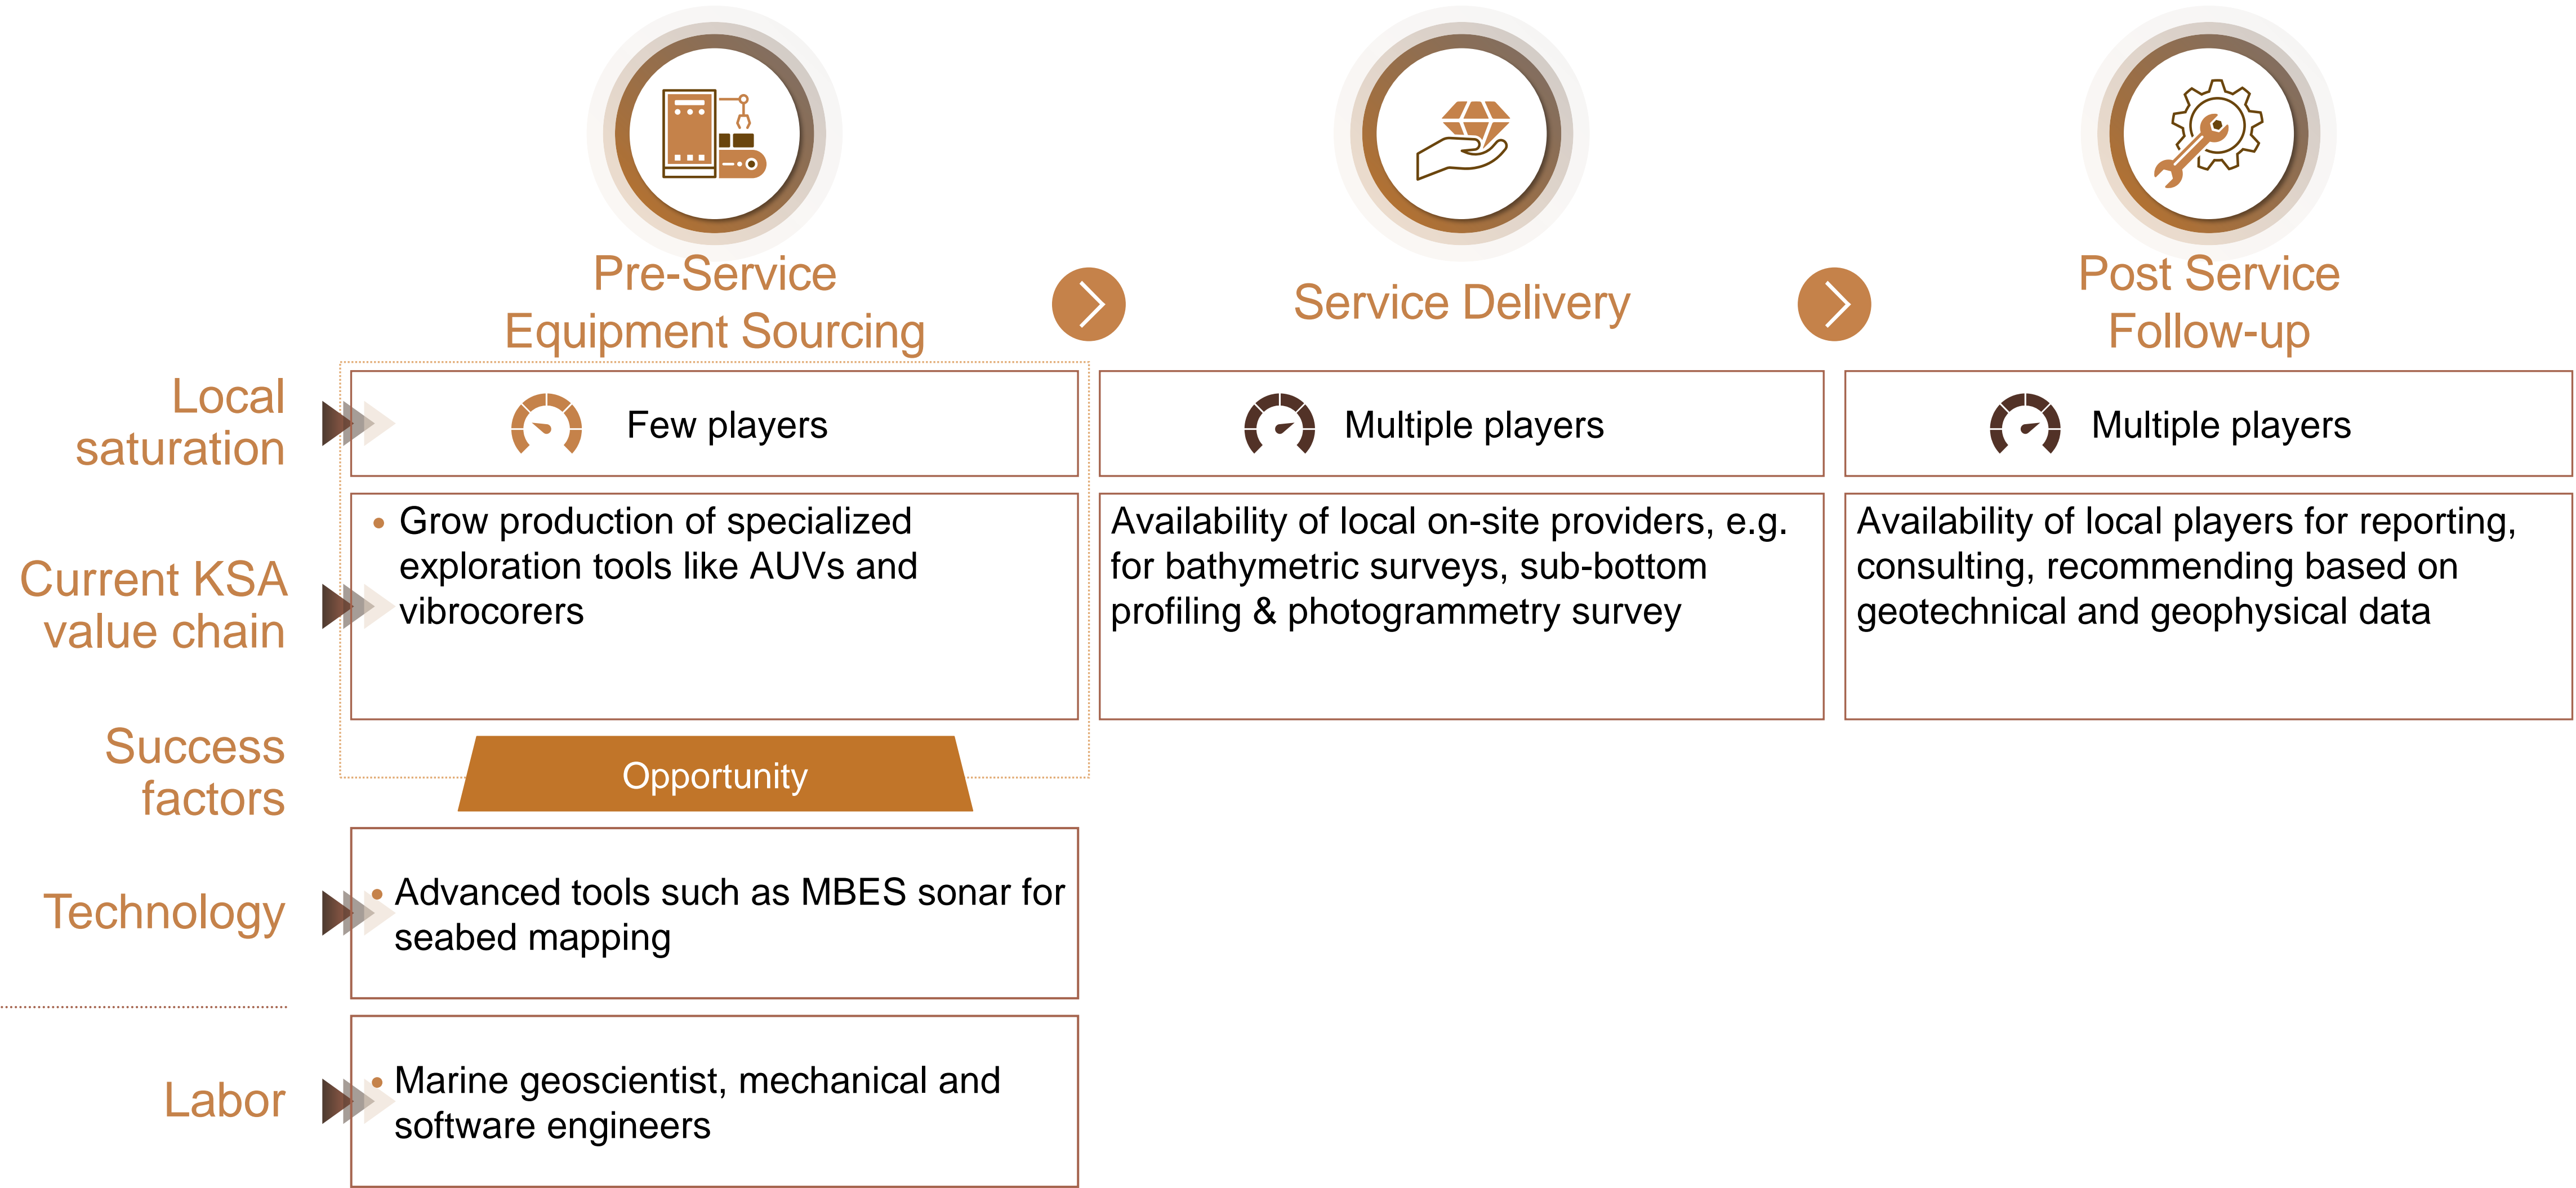 Pre-Service
Equipment Sourcing
Service Delivery
Post Service
Follow-up
Local
saturation
Few players
Multiple players
Multiple players
Current KSA
value chain
• Grow production of specialized
exploration tools like AUVs and
vibrocorers
Availability of local on-site providers, e.g.
for bathymetric surveys, sub-bottom
profiling & photogrammetry survey
Availability of local players for reporting,
consulting, recommending based on
geotechnical and geophysical data
Success
factors
Opportunity
Technology
• Advanced tools such as MBES sonar for
seabed mapping
Labor
• Marine geoscientist, mechanical and
software engineers